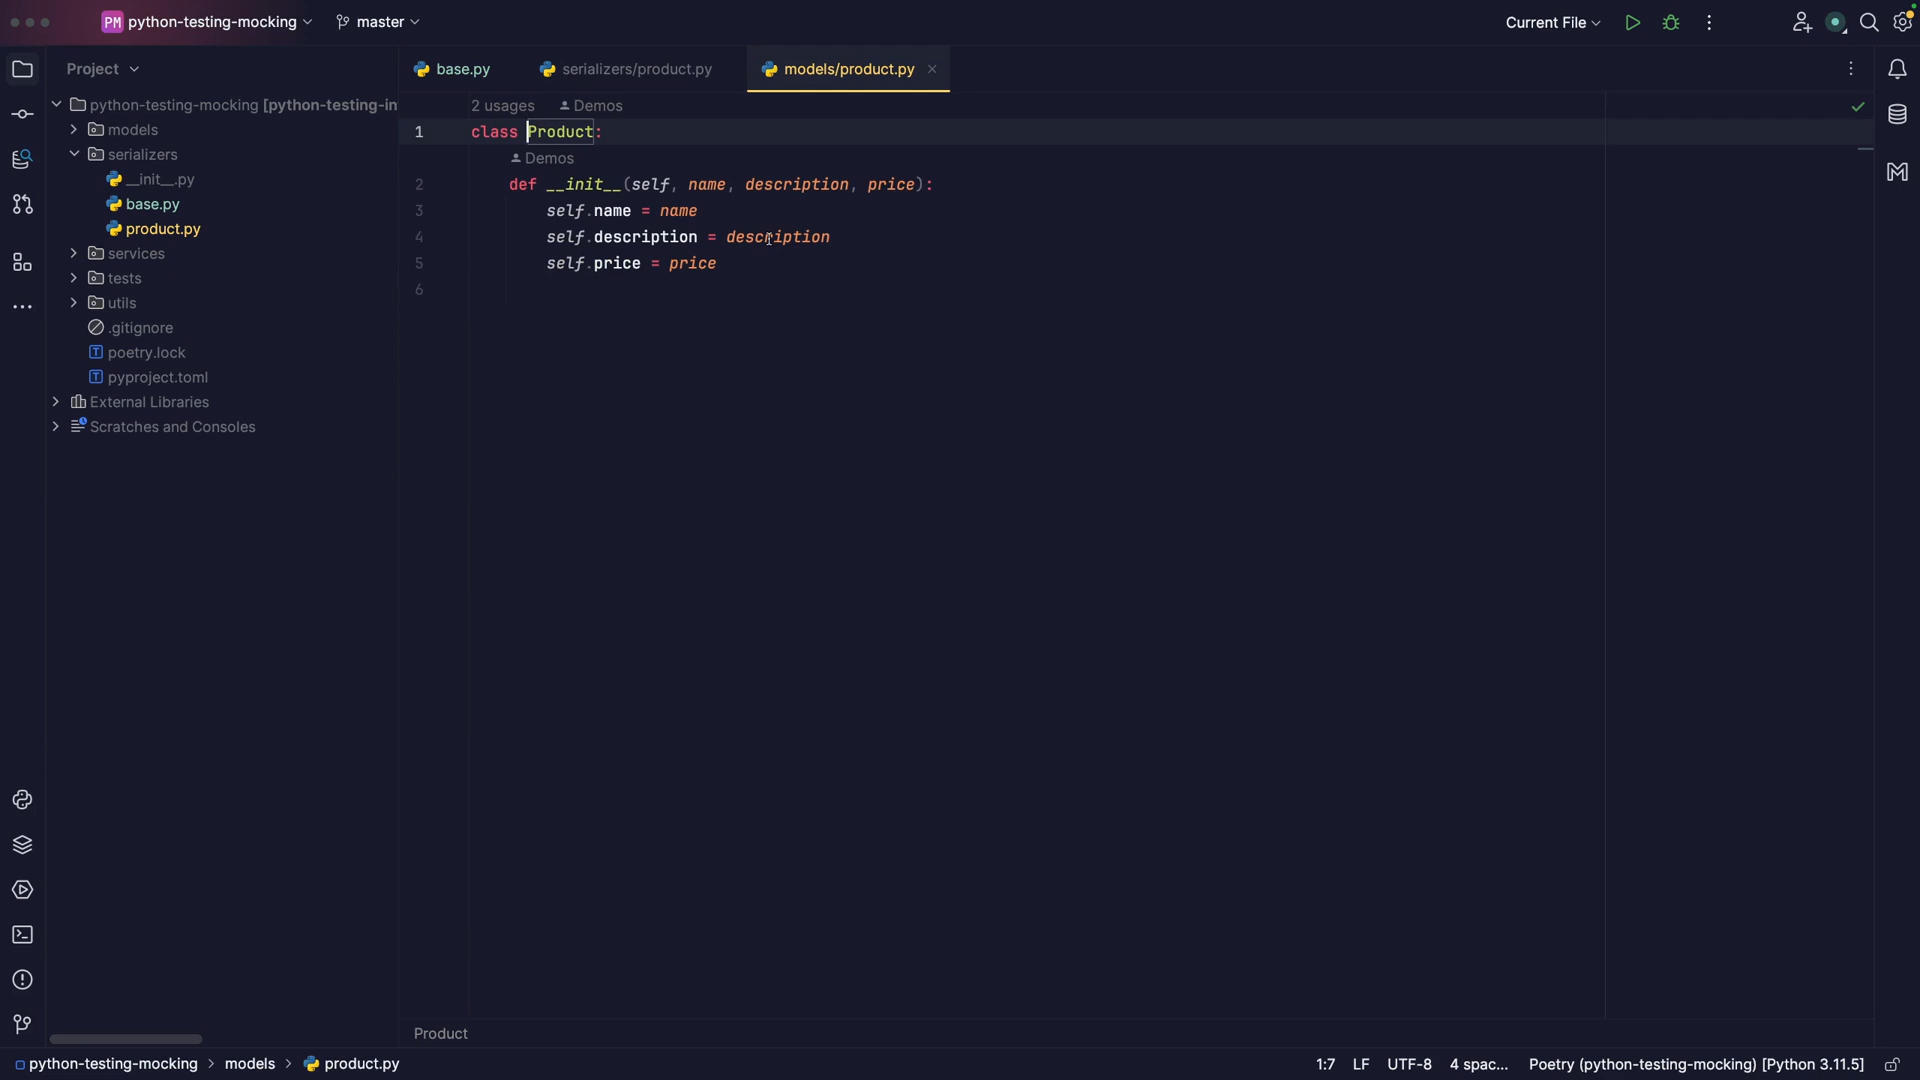 PM python-testing-mocking master Current File
Project
base.py serializers/product.py models/product.py
python-testing-mocking [python-testing-in
models
serializers
__init__.py
base.py
product.py
services
tests
utils
.gitignore
poetry.lock
pyproject.toml
External Libraries
Scratches and Consoles
2 usages Demos
1 class Product:
Demos
2 def __init__(self, name, description, price):
3 self.name = name
4 self.description = description
5 self.price = price
6
Product
python-testing-mocking > models > product.py 1:7 LF UTF-8 4 spac... Poetry (python-testing-mocking) [Python 3.11.5]